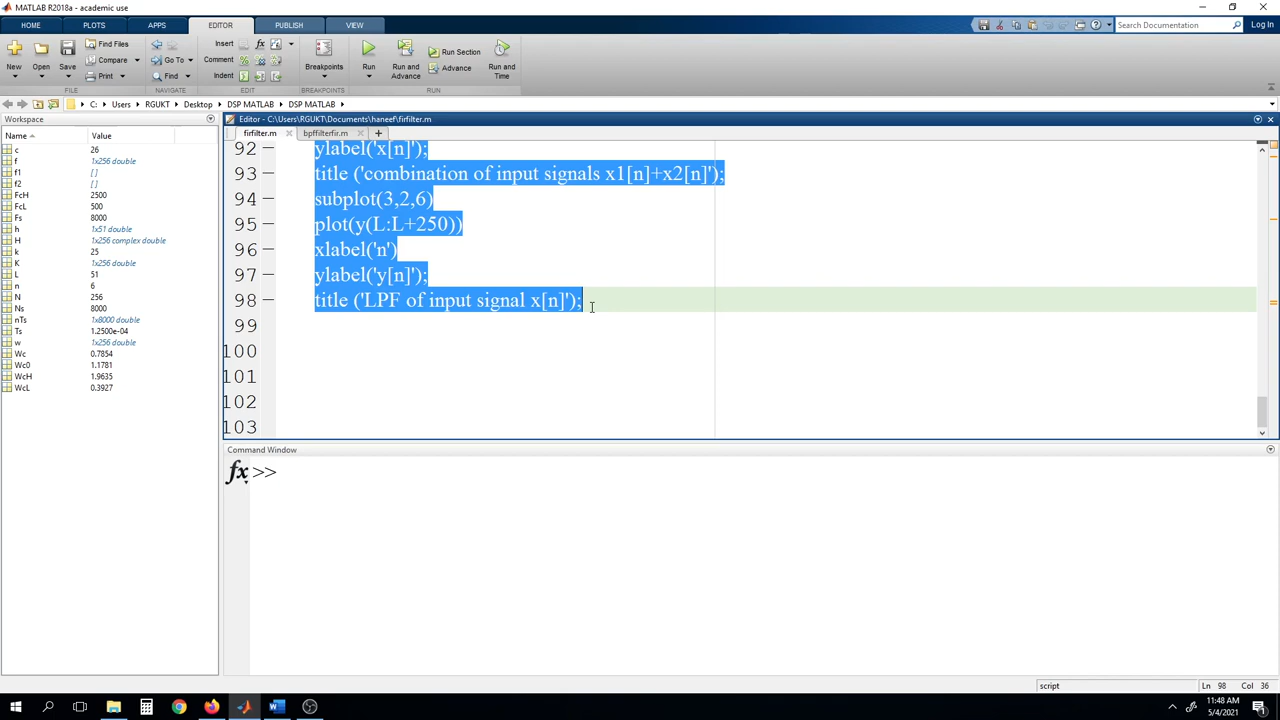 MATLAB R2018a - academic use
HOME PLOTS APPS EDITOR PUBLISH VIEW Search Documentation Log In
New Open Save Find Files Compare Print Go To Find Insert fx Comment Indent Breakpoints Run Run and Advance Run Section Advance Run and Time
FILE NAVIGATE EDIT BREAKPOINTS RUN
C: Users RGUKT Desktop DSP MATLAB DSP MATLAB
Workspace
Name Value
c 26
f 1x256 double
f1 []
f2 []
FcH 2500
FcL 500
Fs 8000
h 1x51 double
H 1x256 complex double
k 25
K 1x256 double
L 51
n 6
N 256
Ns 8000
nTs 1x8000 double
Ts 1.2500e-04
w 1x256 double
Wc 0.7854
Wc0 1.1781
WcH 1.9635
WcL 0.3927
Editor - C:\Users\RGUKT\Documents\haneef\firfilter.m
firfilter.m bpffilterfir.m
92 ylabel('x[n]');
93 title ('combination of input signals x1[n]+x2[n]');
94 subplot(3,2,6)
95 plot(y(L:L+250))
96 xlabel('n')
97 ylabel('y[n]');
98 title ('LPF of input signal x[n]');
99
100
101
102
103
Command Window
fx >>
script Ln 98 Col 36
11:48 AM
5/4/2021